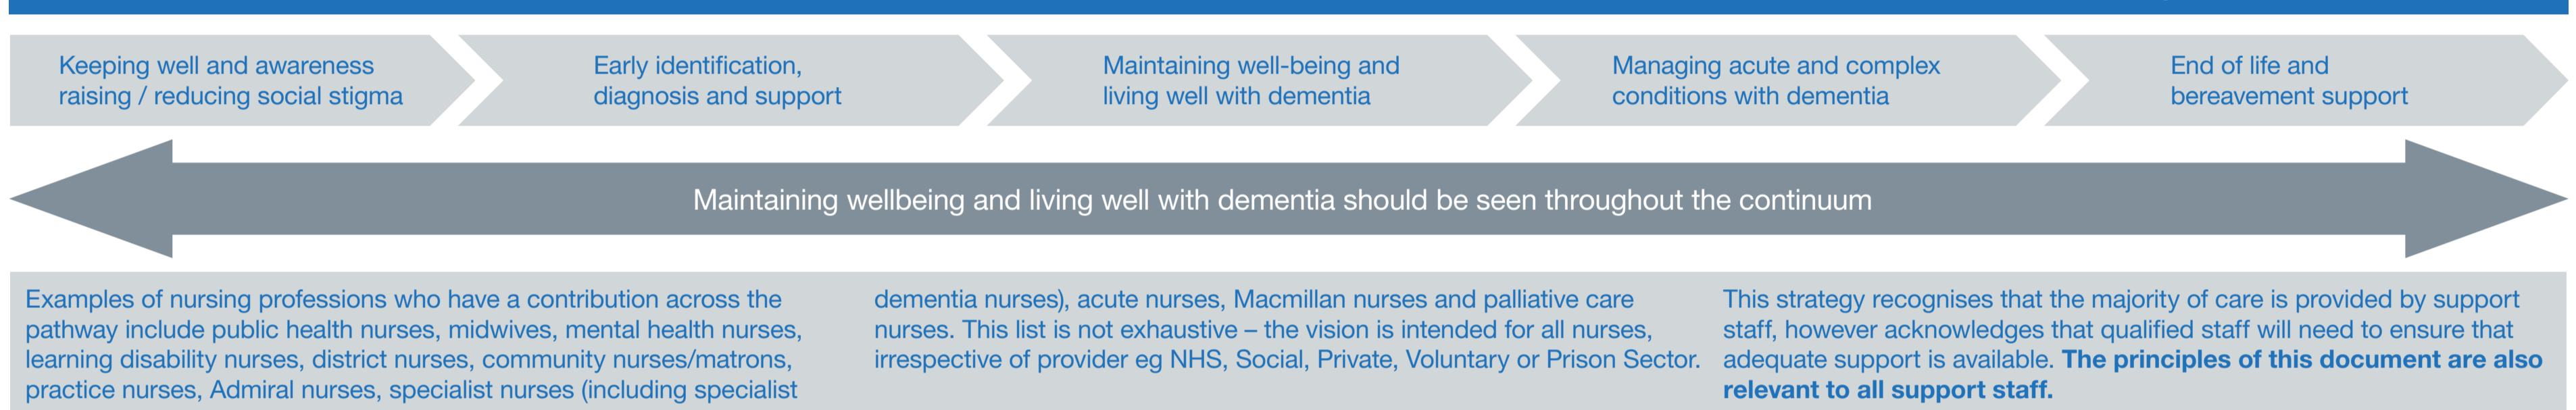 Keeping well and awareness
raising / reducing social stigma
Early identification,
diagnosis and support
Maintaining well-being and
living well with dementia
Managing acute and complex
conditions with dementia
End of life and
bereavement support
Maintaining wellbeing and living well with dementia should be seen throughout the continuum
Examples of nursing professions who have a contribution across the
pathway include public health nurses, midwives, mental health nurses,
learning disability nurses, district nurses, community nurses/matrons,
practice nurses, Admiral nurses, specialist nurses (including specialist
dementia nurses), acute nurses, Macmillan nurses and palliative care
nurses. This list is not exhaustive – the vision is intended for all nurses,
irrespective of provider eg NHS, Social, Private, Voluntary or Prison Sector.
This strategy recognises that the majority of care is provided by support
staff, however acknowledges that qualified staff will need to ensure that
adequate support is available. The principles of this document are also
relevant to all support staff.